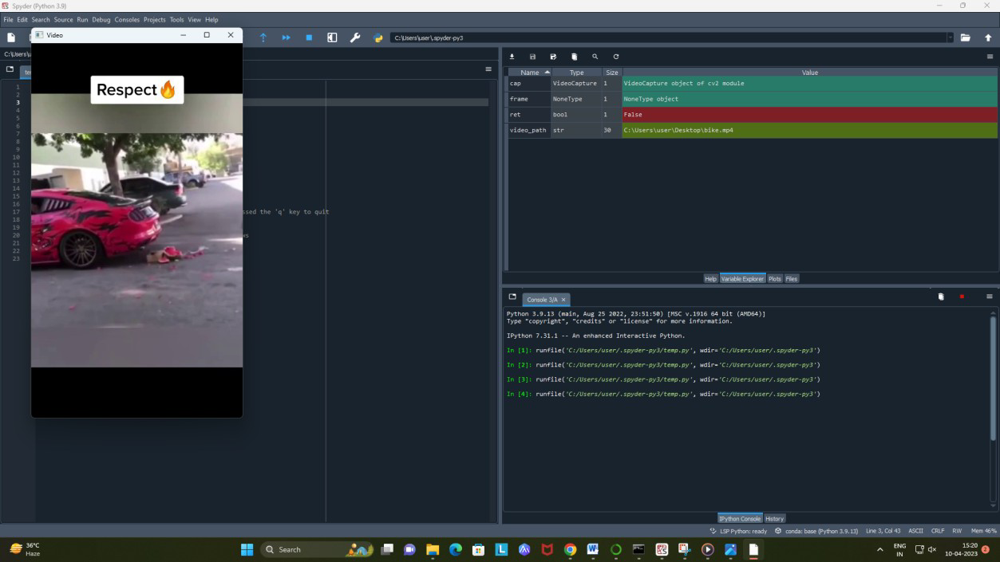 Spyder (Python 3.9)
File Edit Search Source Run Debug Consoles Projects Tools View Help
C:\Users\user\.spyder-py3
Video
Respect🔥
1
2
3
4
5
6
7
8
9
10
11
12
13
14
15
16
17
18
19
20
21
22
23
ssed the 'q' key to quit
ws
Name Type Size Value
cap VideoCapture 1 VideoCapture object of cv2 module
frame NoneType 1 NoneType object
ret bool 1 False
video_path str 30 C:\Users\user\Desktop\bike.mp4
Help Variable Explorer Plots Files
Console 3/A
Python 3.9.13 (main, Aug 25 2022, 23:51:50) [MSC v.1916 64 bit (AMD64)]
Type "copyright", "credits" or "license" for more information.
IPython 7.31.1 -- An enhanced Interactive Python.
In [1]: runfile('C:/Users/user/.spyder-py3/temp.py', wdir='C:/Users/user/.spyder-py3')
In [2]: runfile('C:/Users/user/.spyder-py3/temp.py', wdir='C:/Users/user/.spyder-py3')
In [3]: runfile('C:/Users/user/.spyder-py3/temp.py', wdir='C:/Users/user/.spyder-py3')
In [4]: runfile('C:/Users/user/.spyder-py3/temp.py', wdir='C:/Users/user/.spyder-py3')
IPython Console History
LSP Python: ready conda: base (Python 3.9.13) Line 3, Col 43 ASCII CRLF RW Mem 46%
36°C
Haze
Search
ENG
IN
15:20
10-04-2023
2